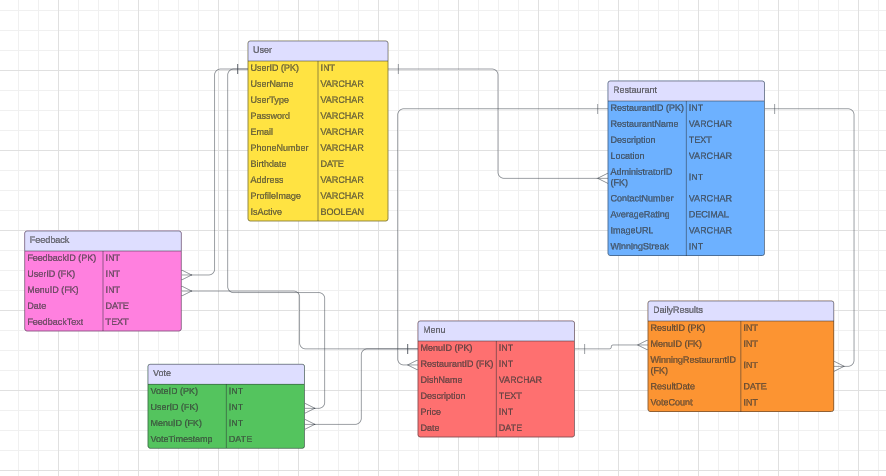 User
UserID (PK) INT
UserName VARCHAR
UserType VARCHAR
Password VARCHAR
Email VARCHAR
PhoneNumber VARCHAR
Birthdate DATE
Address VARCHAR
ProfileImage VARCHAR
IsActive BOOLEAN
Restaurant
RestaurantID (PK) INT
RestaurantName VARCHAR
Description TEXT
Location VARCHAR
AdministratorID
(FK) INT
ContactNumber VARCHAR
AverageRating DECIMAL
ImageURL VARCHAR
WinningStreak INT
Feedback
FeedbackID (PK) INT
UserID (FK) INT
MenuID (FK) INT
Date DATE
FeedbackText TEXT
Menu
MenuID (PK) INT
RestaurantID (FK) INT
DishName VARCHAR
Description TEXT
Price INT
Date DATE
DailyResults
ResultID (PK) INT
MenuID (FK) INT
WinningRestaurantID
(FK) INT
ResultDate DATE
VoteCount INT
Vote
VoteID (PK) INT
UserID (FK) INT
MenuID (FK) INT
VoteTimestamp DATE